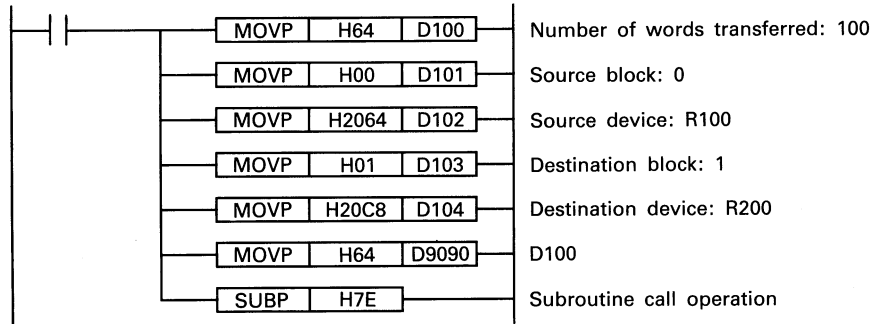 MOVP H64 D100 Number of words transferred: 100
MOVP H00 D101 Source block: 0
MOVP H2064 D102 Source device: R100
MOVP H01 D103 Destination block: 1
MOVP H20C8 D104 Destination device: R200
MOVP H64 D9090 D100
SUBP H7E Subroutine call operation